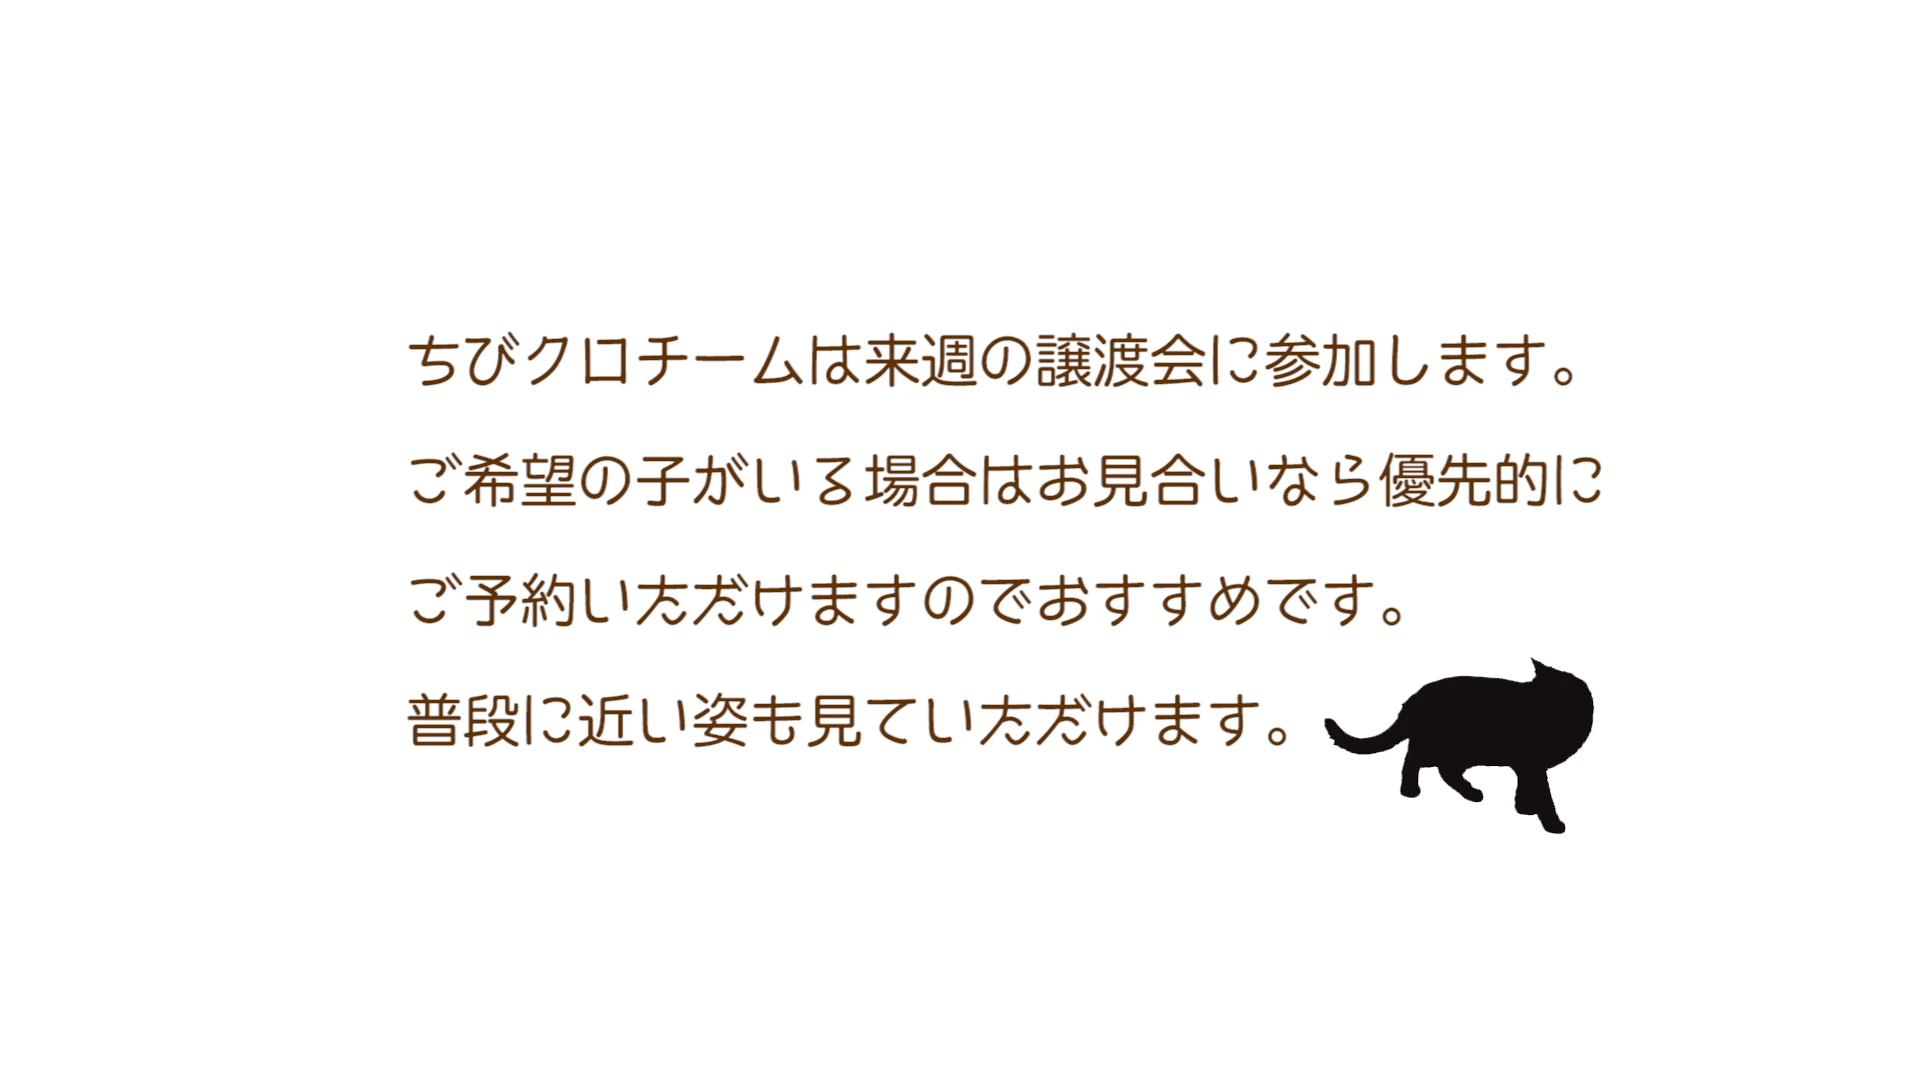 ちびクロチームは来週の譲渡会に参加します。
ご希望の子がいる場合はお見合いなら優先的に
ご予約いただけますのでおすすめです。
普段に近い姿も見ていただけます。